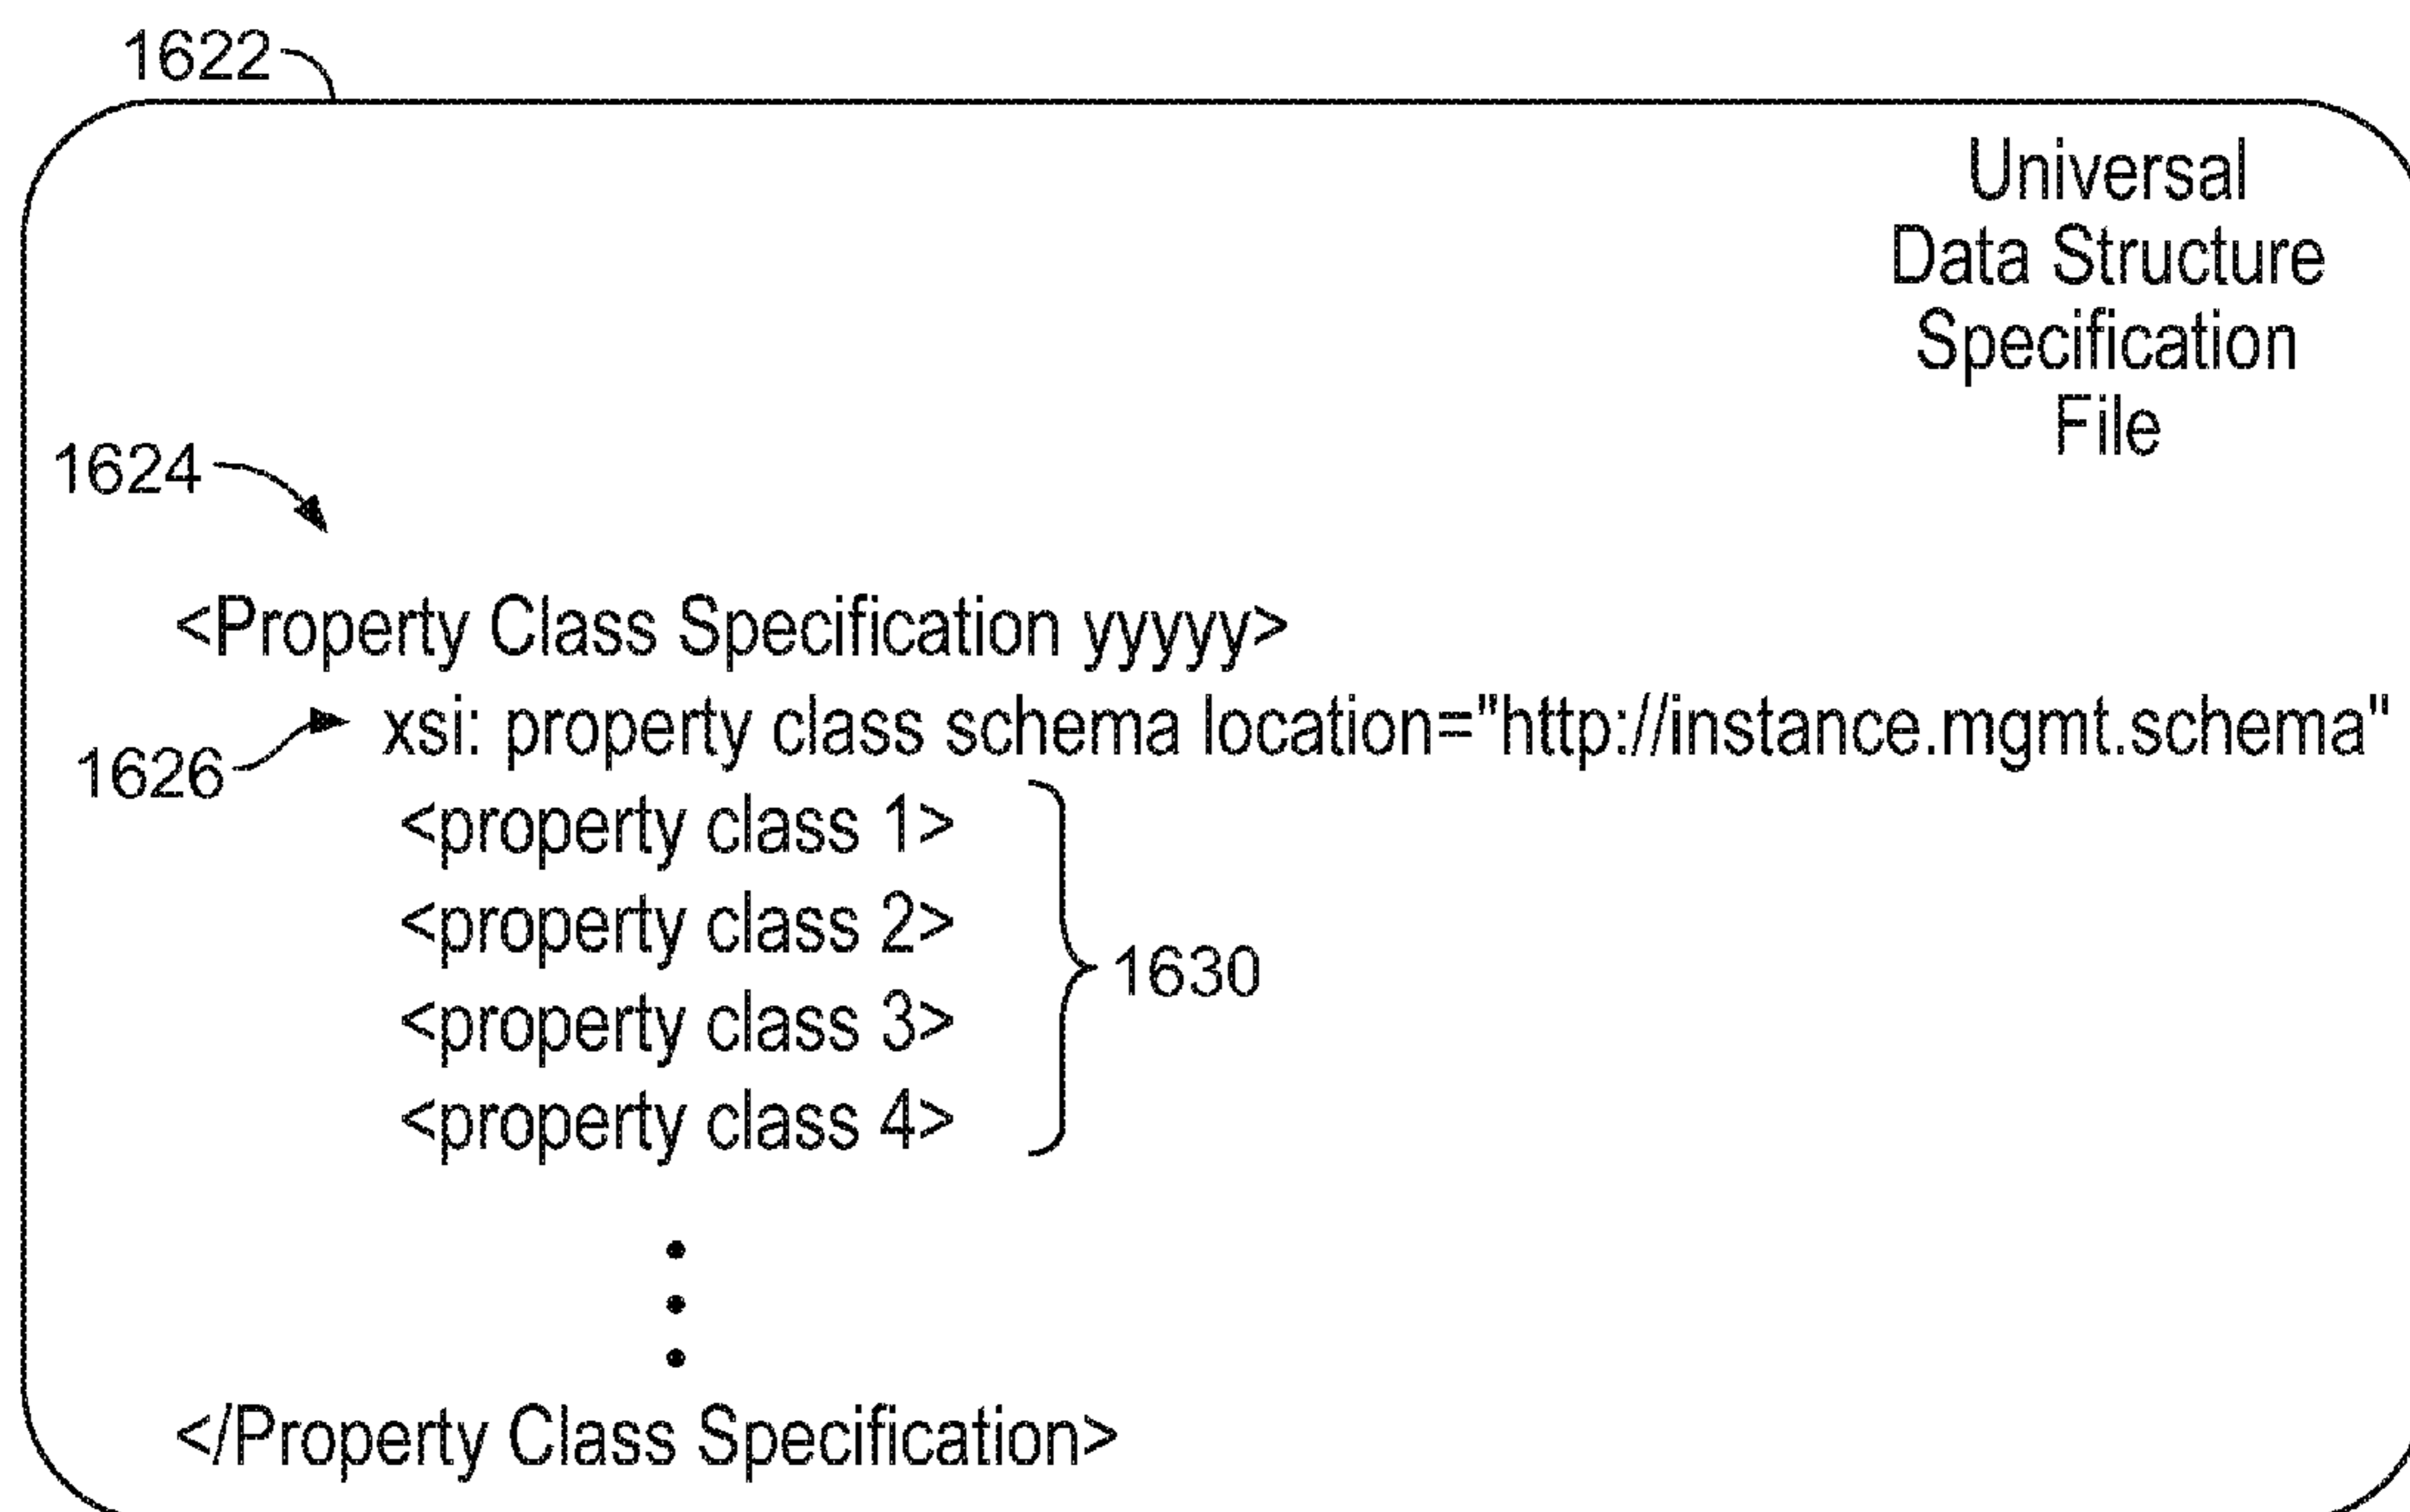 1622
Universal
Data Structure
Specification
File
1624
<Property Class Specification yyyyy>
xsi: property class schema location="http://instance.mgmt.schema"
1626
<property class 1>
<property class 2>
1630
<property class 3>
<property class 4>
</Property Class Specification>